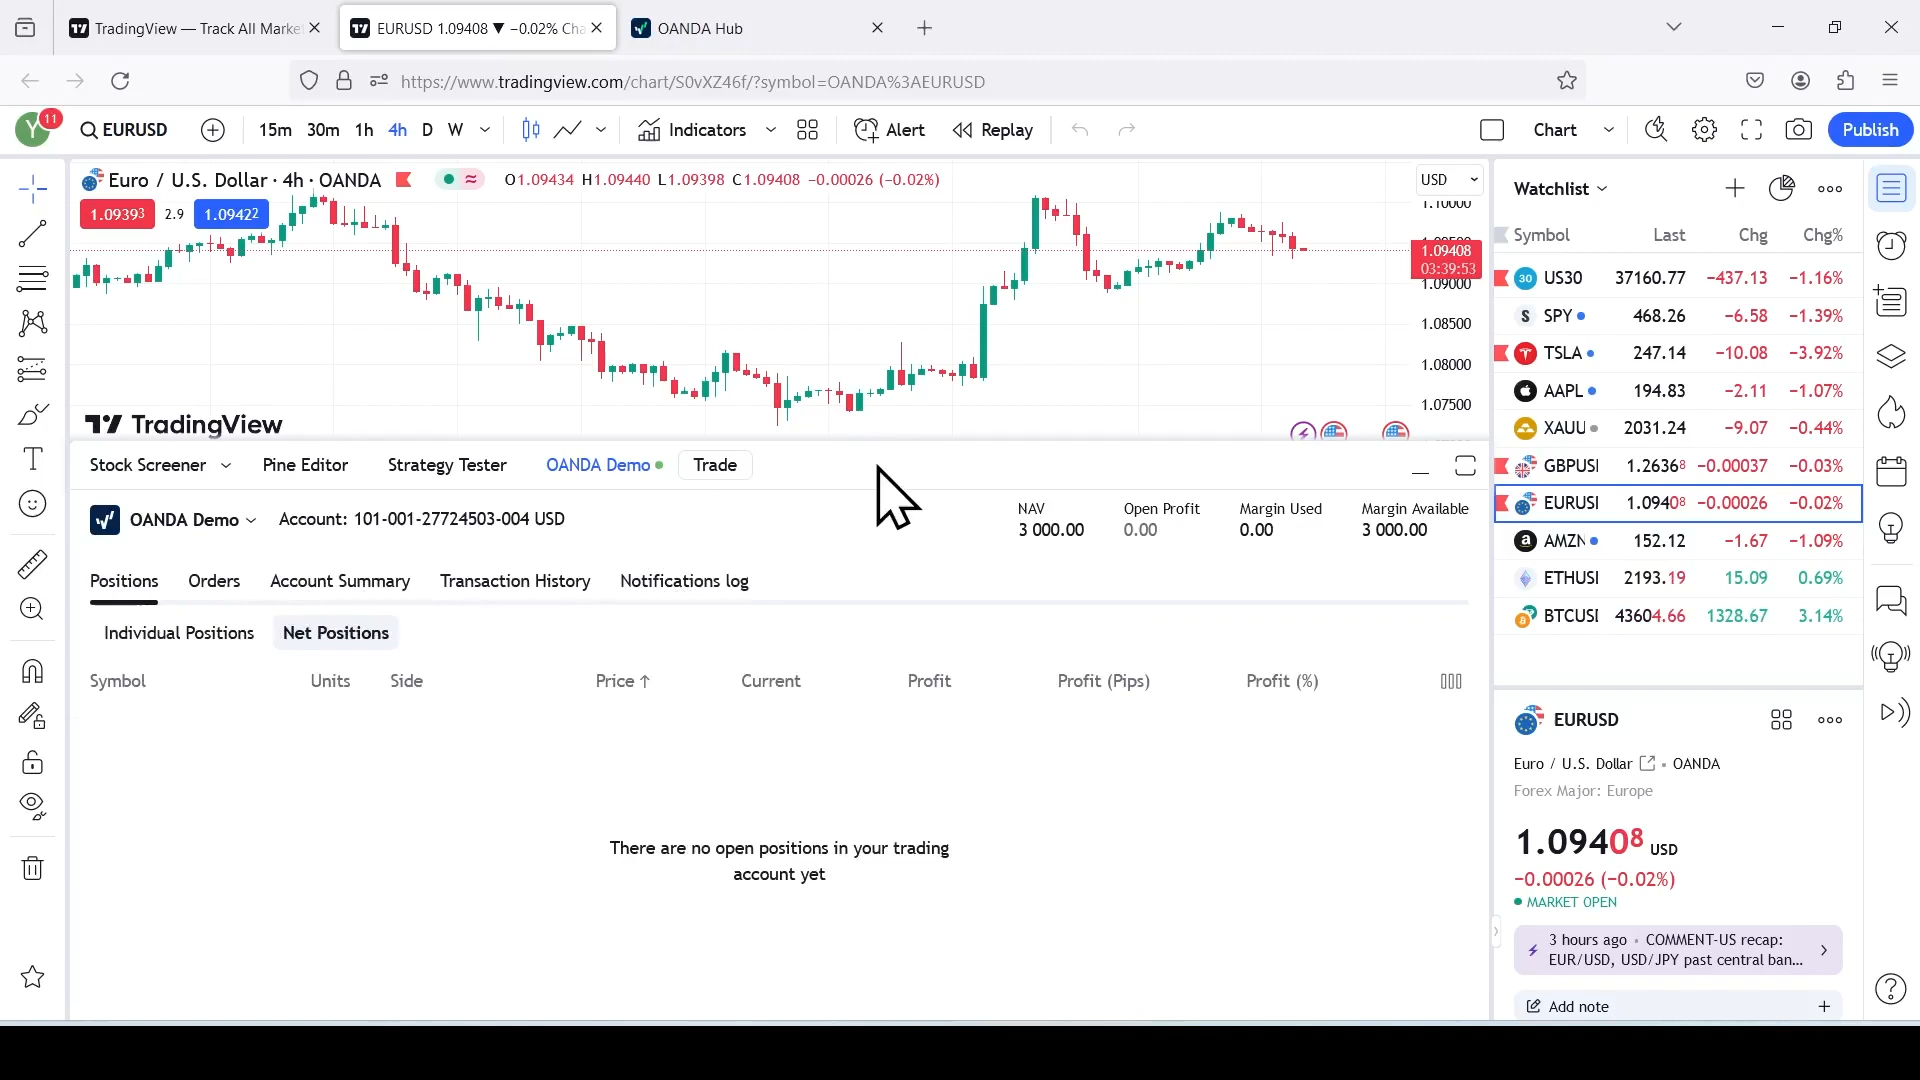 TradingView — Track All Marke
EURUSD 1.09408 ▼ −0.02% Cha
OANDA Hub
https://www.tradingview.com/chart/S0vXZ46f/?symbol=OANDA%3AEURUSD
Y 11 EURUSD 15m 30m 1h 4h D W Indicators Alert Replay Chart Publish
Euro / U.S. Dollar · 4h · OANDA O1.09434 H1.09440 L1.09398 C1.09408 −0.00026 (−0.02%)
USD
1.09393 2.9 1.09422
1.10000
1.09408
03:39:53
1.09000
1.08500
1.08000
1.07500
TradingView
Stock Screener Pine Editor Strategy Tester OANDA Demo Trade
OANDA Demo Account: 101-001-27724503-004 USD
NAV Open Profit Margin Used Margin Available
3 000.00 0.00 0.00 3 000.00
Positions Orders Account Summary Transaction History Notifications log
Individual Positions Net Positions
Symbol Units Side Price ↑ Current Profit Profit (Pips) Profit (%)
There are no open positions in your trading
account yet
Watchlist
Symbol Last Chg Chg%
30 US30 37160.77 −437.13 −1.16%
S SPY 468.26 −6.58 −1.39%
TSLA 247.14 −10.08 −3.92%
AAPL 194.83 −2.11 −1.07%
XAUU 2031.24 −9.07 −0.44%
GBPUSI 1.26368 −0.00037 −0.03%
EURUSI 1.09408 −0.00026 −0.02%
a AMZN 152.12 −1.67 −1.09%
ETHUSI 2193.19 15.09 0.69%
BTCUSI 43604.66 1328.67 3.14%
EURUSD
Euro / U.S. Dollar • OANDA
Forex Major: Europe
1.09408 USD
−0.00026 (−0.02%)
MARKET OPEN
3 hours ago • COMMENT-US recap:
EUR/USD, USD/JPY past central ban...
Add note